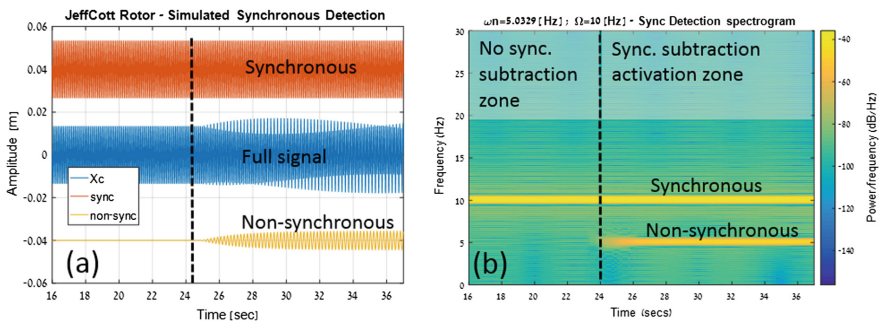 JeffCott Rotor - Simulated Synchronous Detection
0.06
0.04
0.02
0
-0.02
-0.04
-0.06
Amplitude [m]
Synchronous
Full signal
Xc
sync
non-sync
Non-synchronous
(a)
16 18 20 22 24 26 28 30 32 34 36
Time [sec]
ωn=5.0329[Hz] ; Ω=10 [Hz] - Sync Detection spectrogram
30
25
20
15
10
5
0
Frequency (Hz)
No sync.
subtraction
zone
Sync. subtraction
activation zone
Synchronous
Non-synchronous
(b)
16 18 20 22 24 26 28 30 32 34 36
Time (secs)
-40
-60
-80
-100
-120
-140
Power/frequency (dB/Hz)